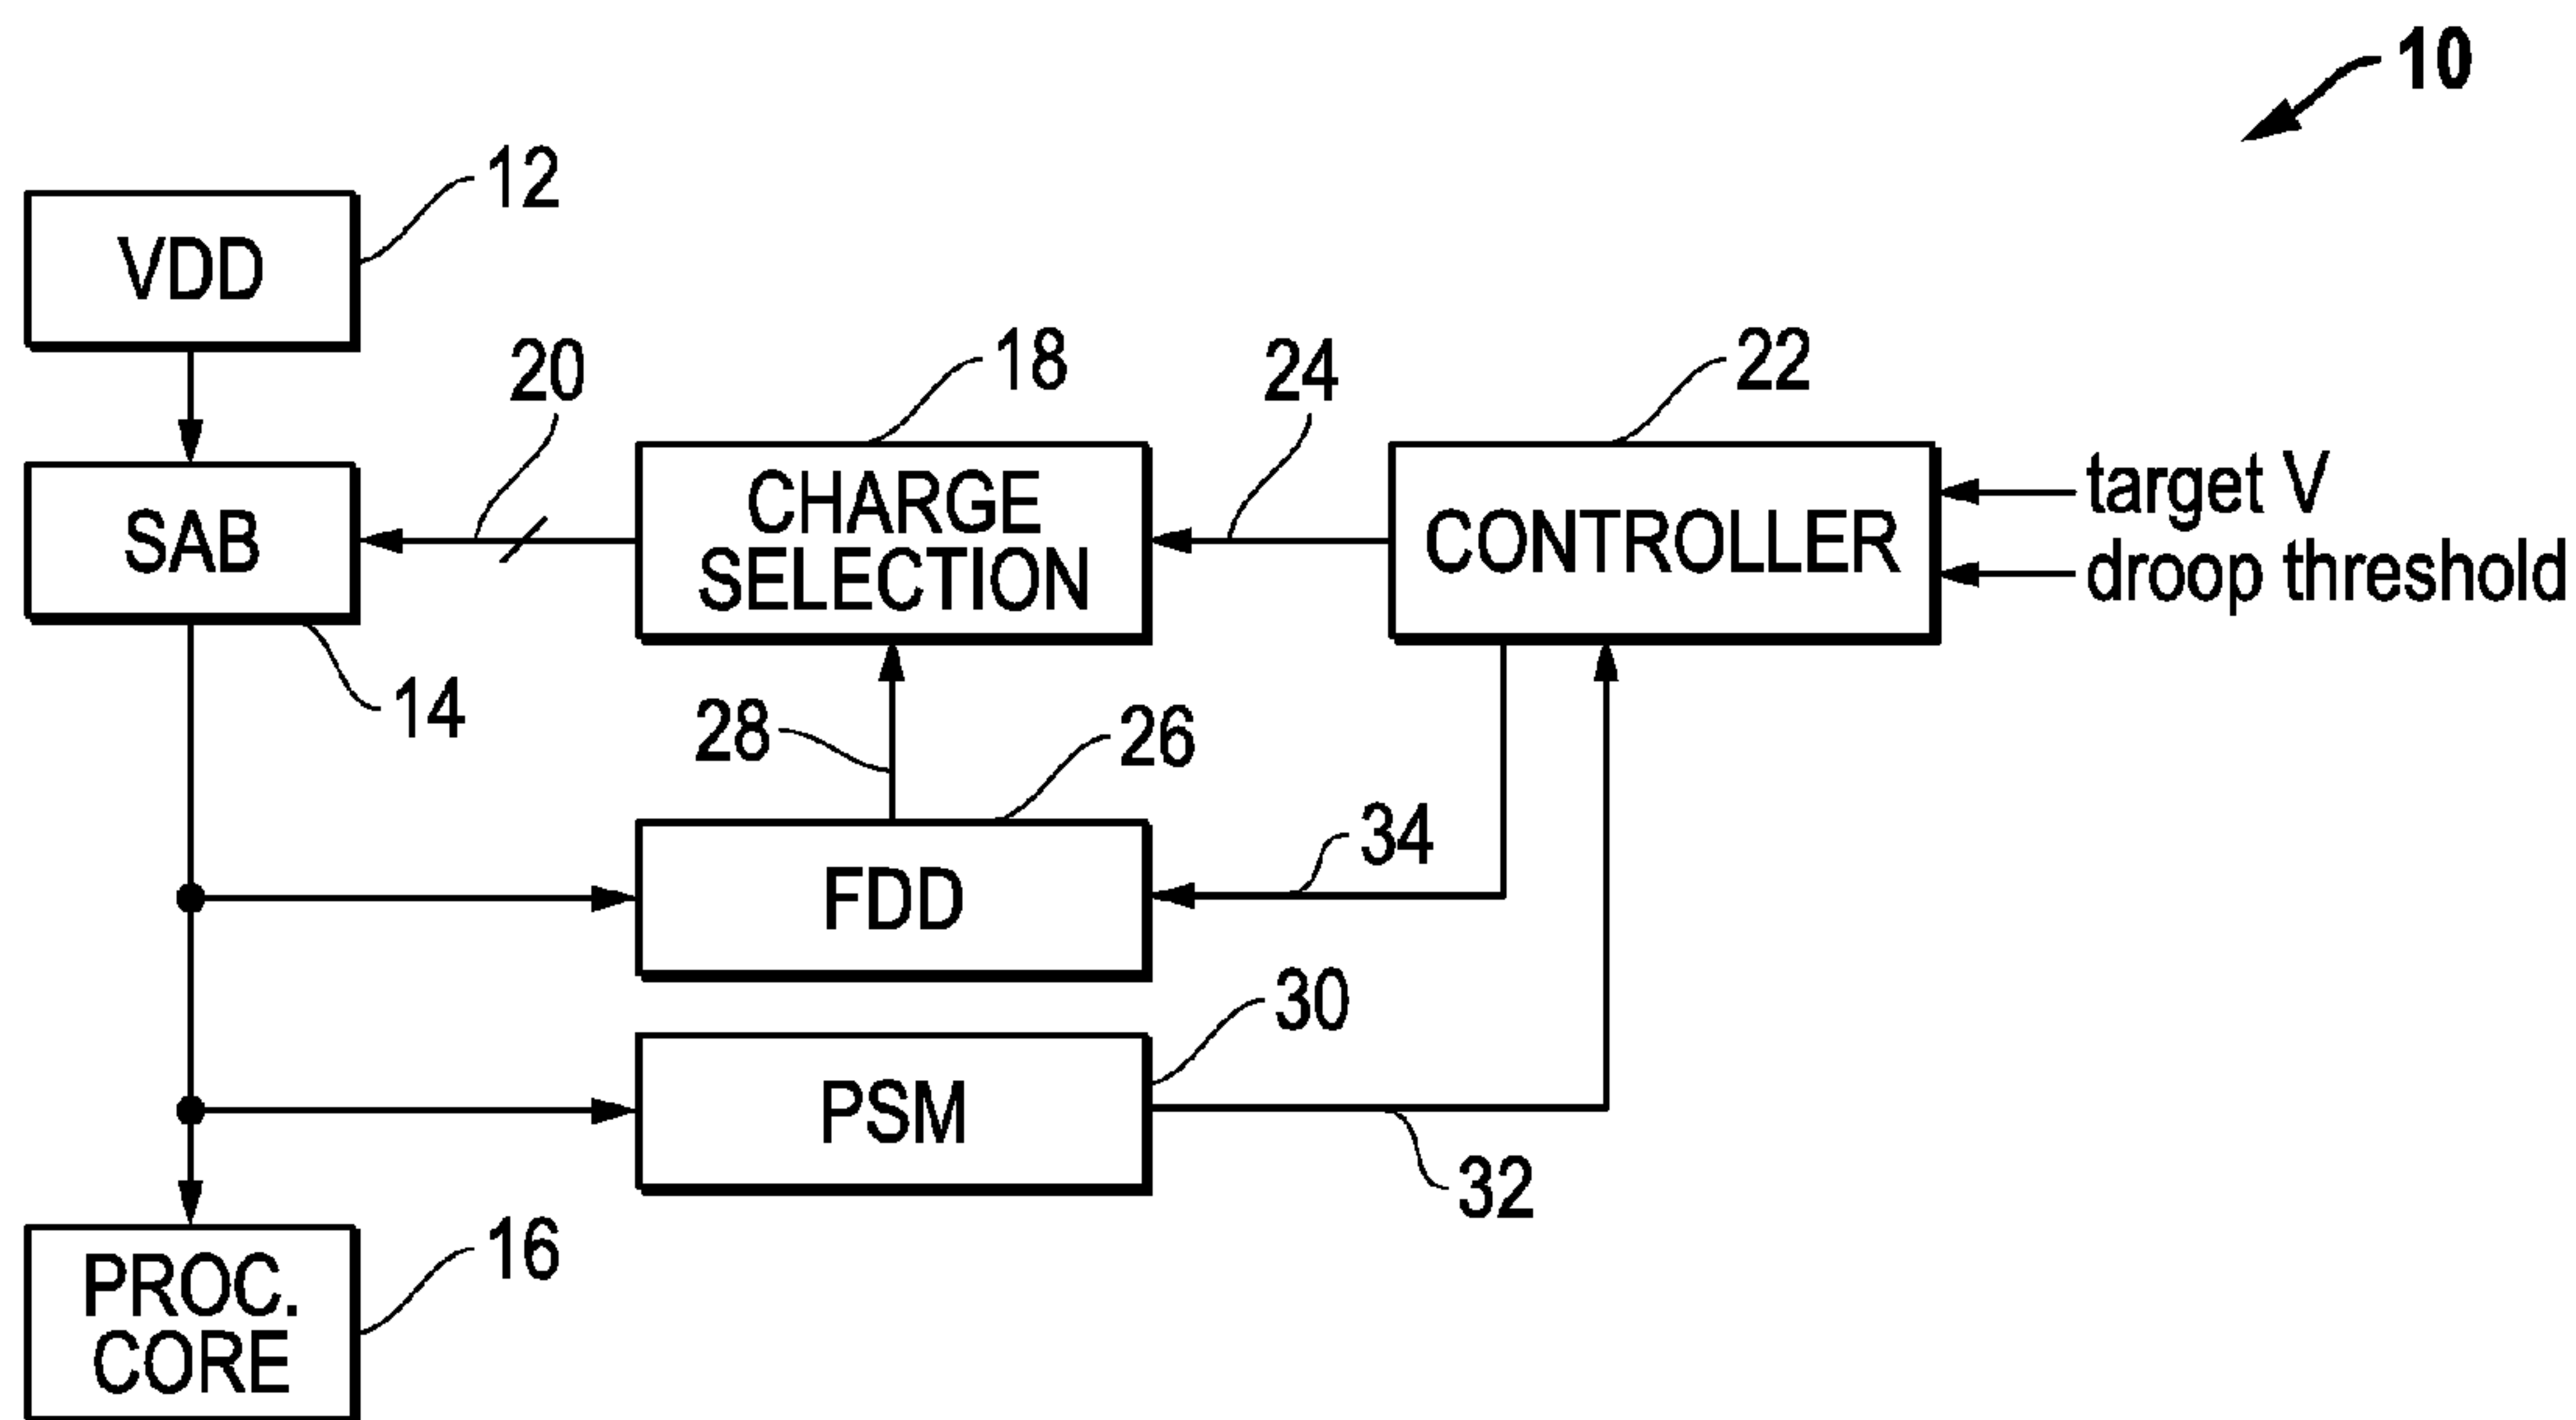 10
12
VDD
20
18
24
22
SAB
CHARGE
SELECTION
CONTROLLER
target V
droop threshold
14
28
26
34
FDD
30
PSM
32
16
PROC.
CORE